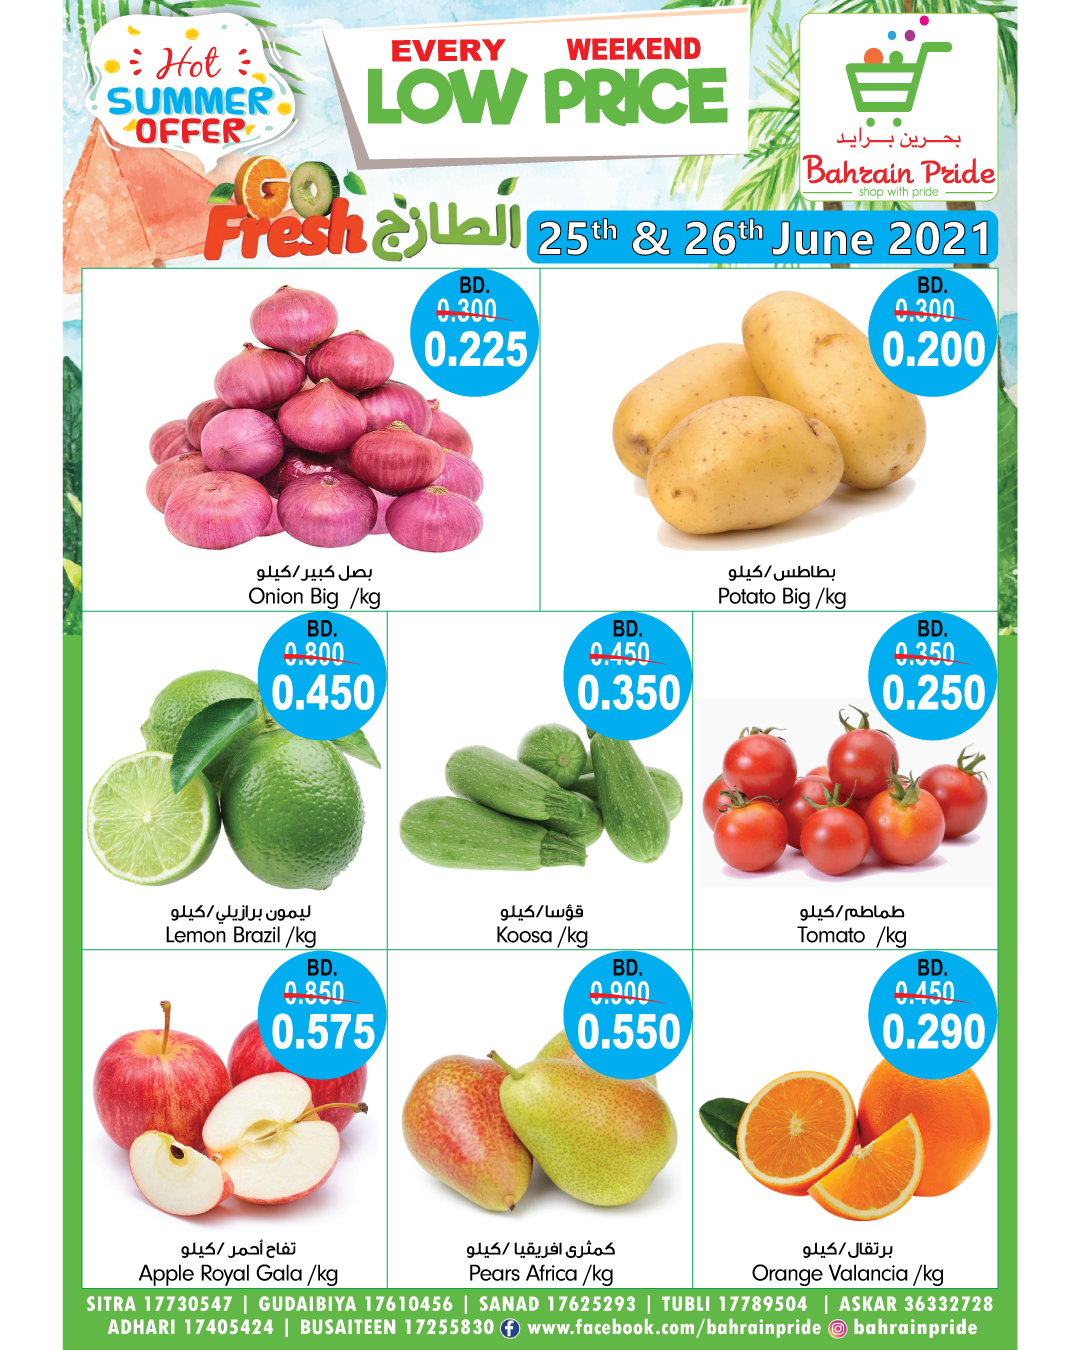 Hot
SUMMER
OFFER
EVERY WEEKEND
LOW PRICE
بحرين برايد
Bahrain Pride
shop with pride
GO
Fresh الطازج
25th & 26th June 2021
BD.
0.300
0.225
بصل كبير/كيلو
Onion Big /kg
BD.
0.300
0.200
بطاطس/كيلو
Potato Big /kg
BD.
0.800
0.450
ليمون برازيلي/كيلو
Lemon Brazil /kg
BD.
0.450
0.350
قؤسا/كيلو
Koosa /kg
BD.
0.350
0.250
طماطم/كيلو
Tomato /kg
BD.
0.850
0.575
تفاح أحمر /كيلو
Apple Royal Gala /kg
BD.
0.900
0.550
كمثرى افريقيا /كيلو
Pears Africa /kg
BD.
0.450
0.290
برتقال/كيلو
Orange Valancia /kg
SITRA 17730547 | GUDAIBIYA 17610456 | SANAD 17625293 | TUBLI 17789504 | ASKAR 36332728
ADHARI 17405424 | BUSAITEEN 17255830 www.facebook.com/bahrainpride bahrainpride